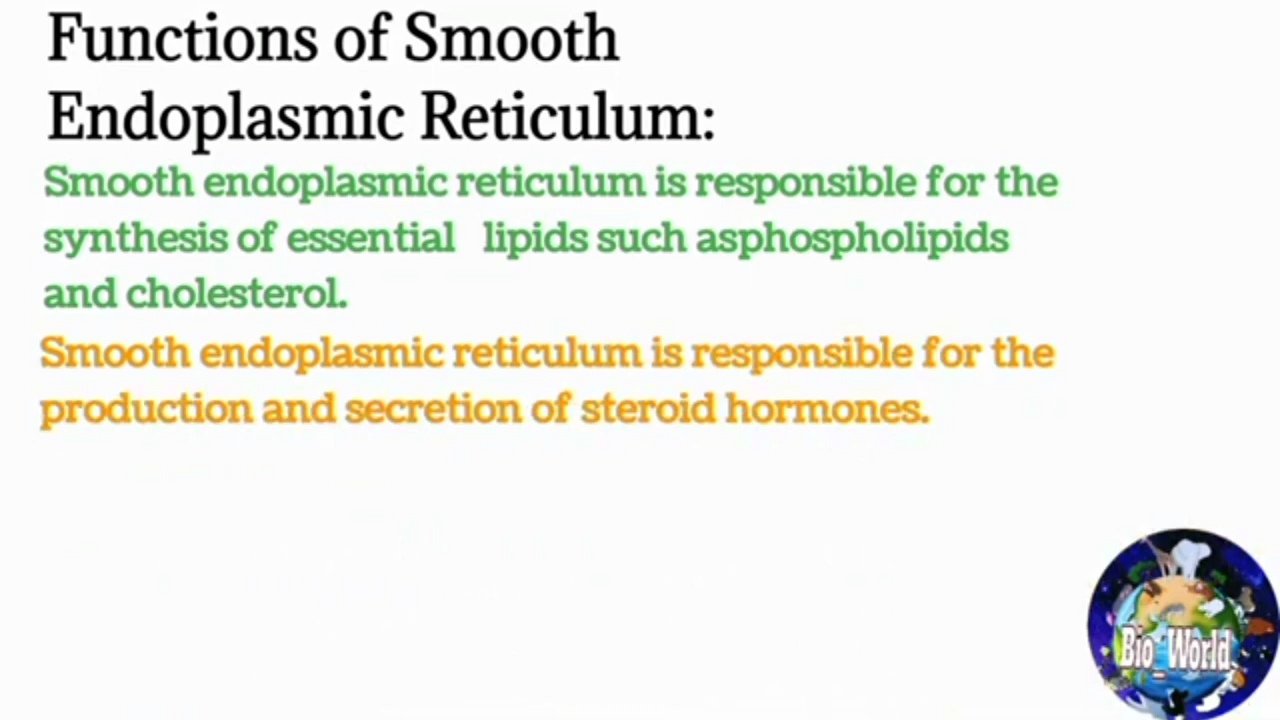 Functions of Smooth
Endoplasmic Reticulum:
Smooth endoplasmic reticulum is responsible for the
synthesis of essential lipids such asphospholipids
and cholesterol.
Smooth endoplasmic reticulum is responsible for the
production and secretion of steroid hormones.
Bio_World